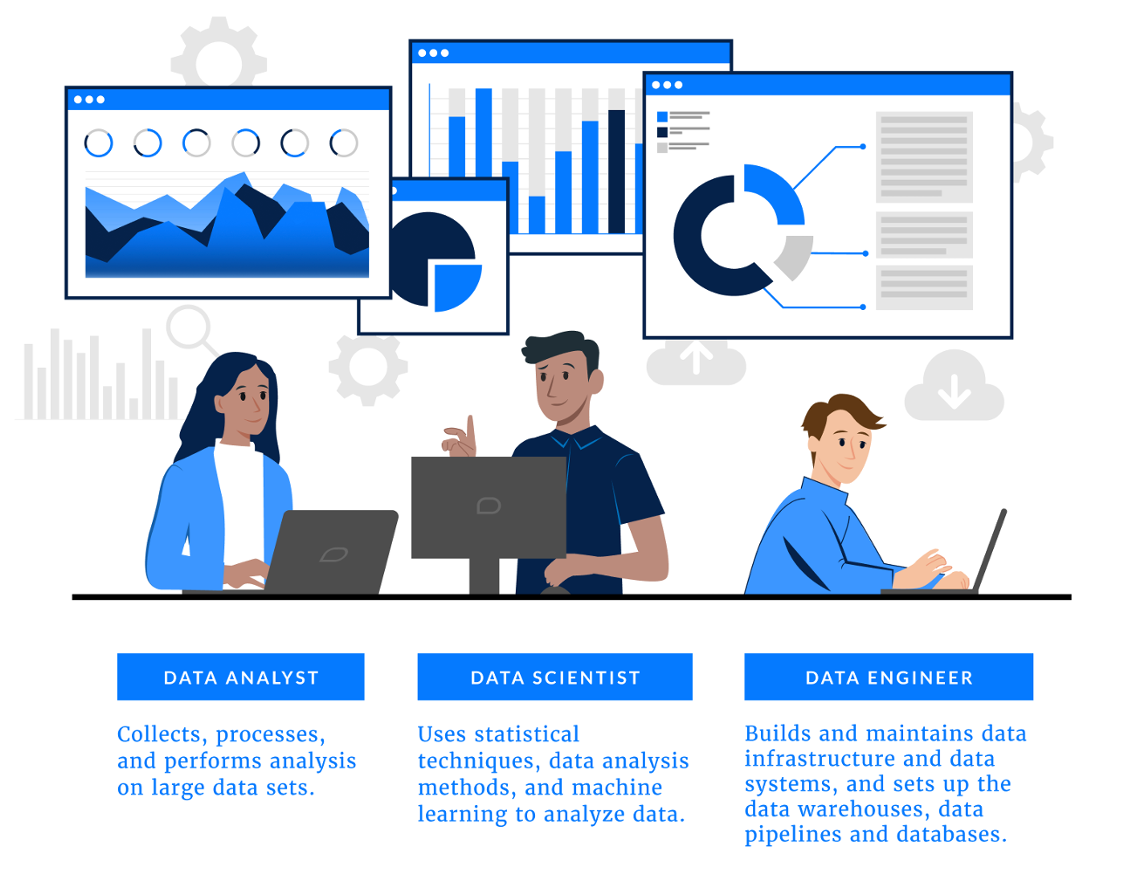 DATA ANALYST
Collects, processes,
and performs analysis
on large data sets.
DATA SCIENTIST
Uses statistical
techniques, data analysis
methods, and machine
learning to analyze data.
DATA ENGINEER
Builds and maintains data
infrastructure and data
systems, and sets up the
data warehouses, data
pipelines and databases.